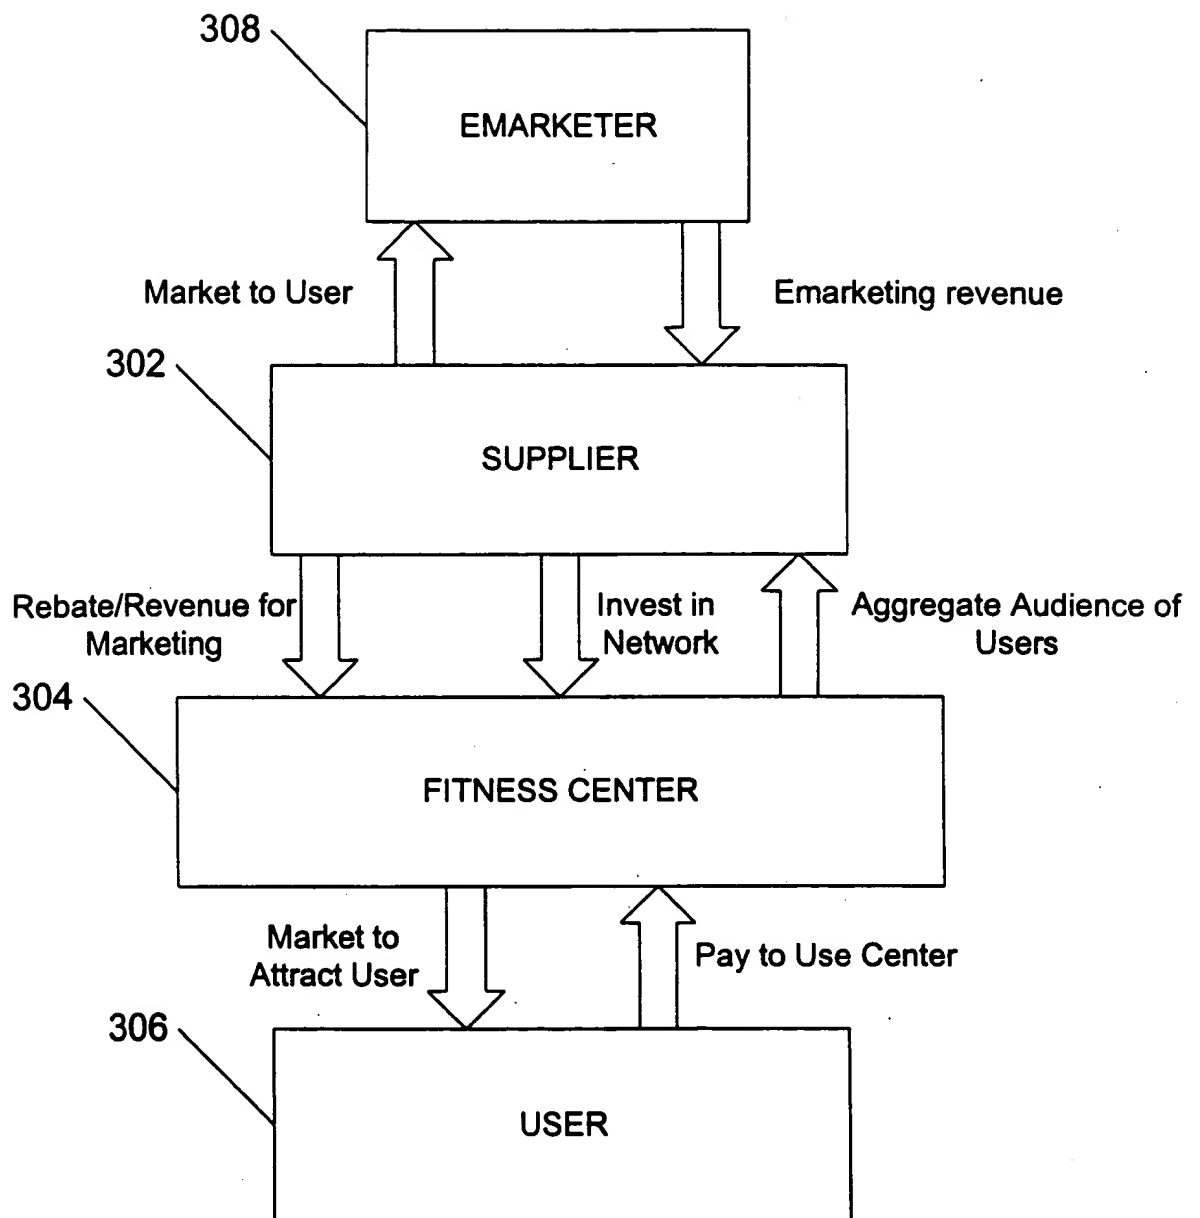 308
EMARKETER
Market to User
Emarketing revenue
302
SUPPLIER
Rebate/Revenue for
Marketing
Invest in
Network
Aggregate Audience of
Users
304
FITNESS CENTER
Market to
Attract User
Pay to Use Center
306
USER